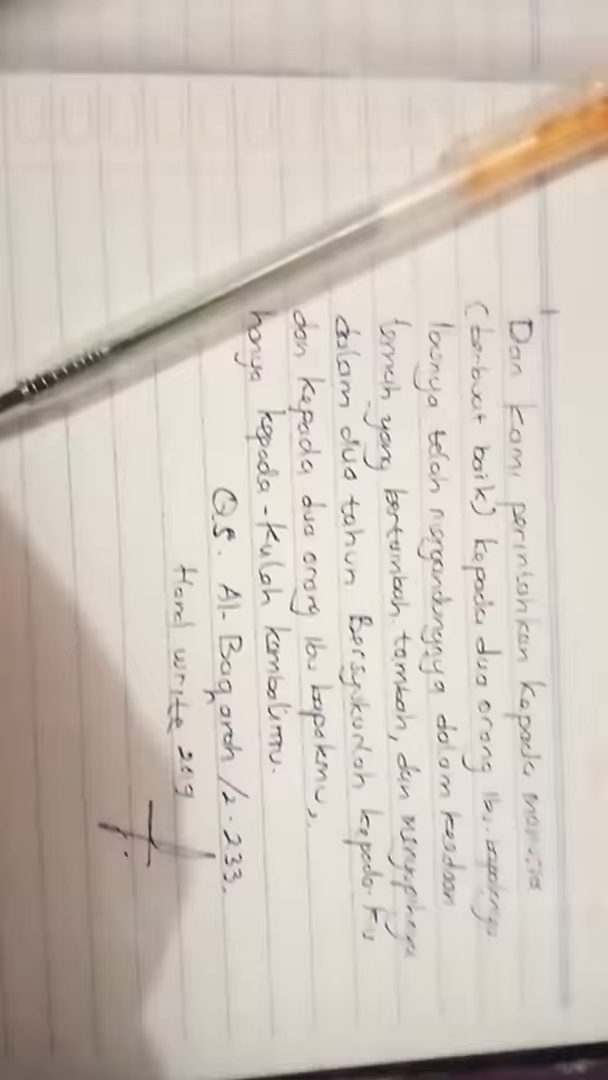 Dan Kami perintahkan kepada manusia
(berbuat baik) kepada dua orang ibu-bapaknya
telah mengandungnya dalam keadaan
lemah yang bertambah-tambah, dan menyapihnya
dalam dua tahun. Bersyukurlah kepada-Ku
dan kepada dua orang ibu bapakmu,
hanya kepada-Kulah kembalimu.
Q.S. Al-Baqarah /2.233.
Hand write 2g9